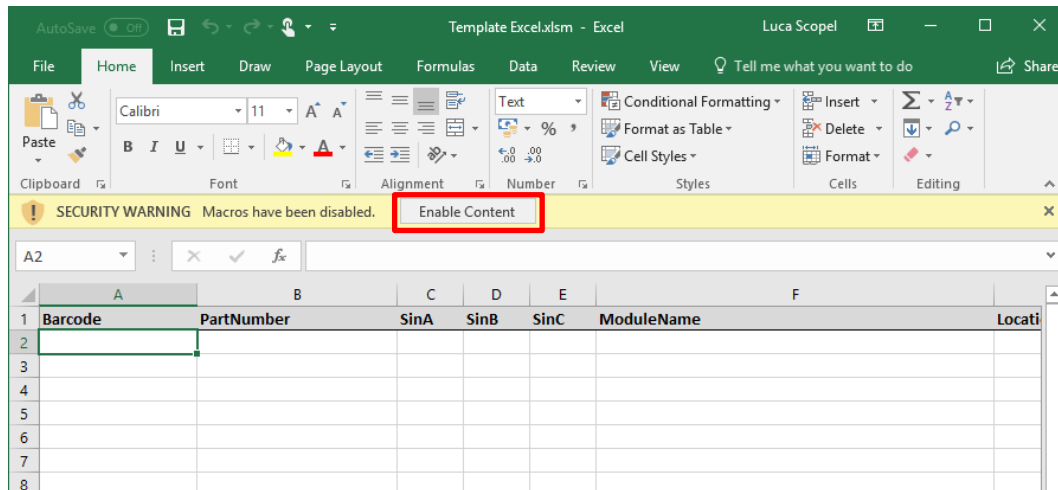 AutoSave Off Template Excel.xlsm - Excel Luca Scopel
File Home Insert Draw Page Layout Formulas Data Review View Tell me what you want to do Share
Calibri 11 A A Text Conditional Formatting Insert
Paste B I U A % Format as Table Delete
Cell Styles Format
Clipboard Font Alignment Number Styles Cells Editing
SECURITY WARNING Macros have been disabled. Enable Content
A2 fx
A B C D E F
1 Barcode PartNumber SinA SinB SinC ModuleName Locati
2
3
4
5
6
7
8